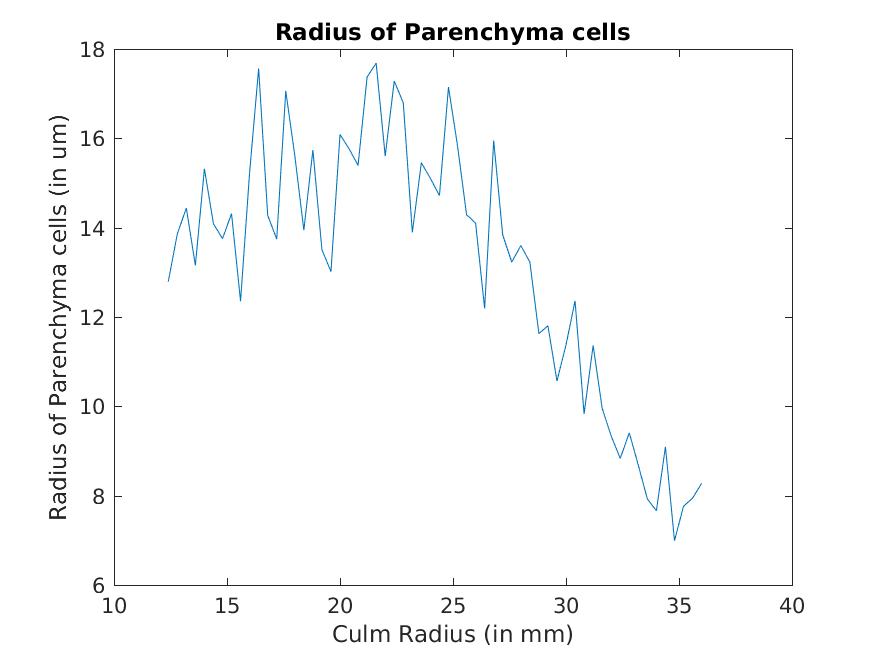 Radius of Parenchyma cells
Radius of Parenchyma cells (in um)
18
16
14
12
10
8
6
10 15 20 25 30 35 40
Culm Radius (in mm)